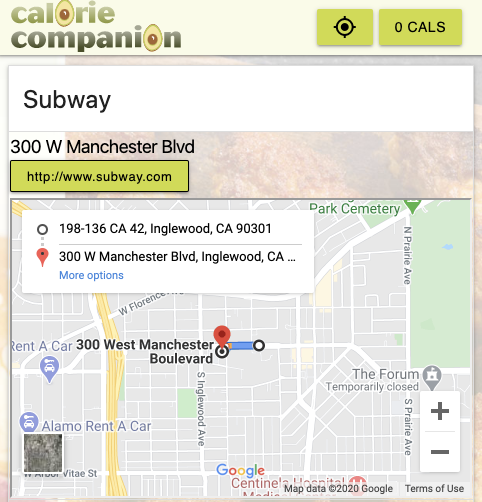 calorie
companion
0 CALS
Subway
300 W Manchester Blvd
http://www.subway.com
198-136 CA 42, Inglewood, CA 90301
300 W Manchester Blvd, Inglewood, CA ...
More options
Park Cemetery
N Prairie Ave
W Florence
Rent A Car
300 West Manchester
Boulevard
S Inglewood Ave
The Forum
Temporarily closed
S Prairie Ave
Alamo Rent A Car
W Arbor Vitae St
Google
Centinela Hospital
Map data ©2020 Google
Terms of Use